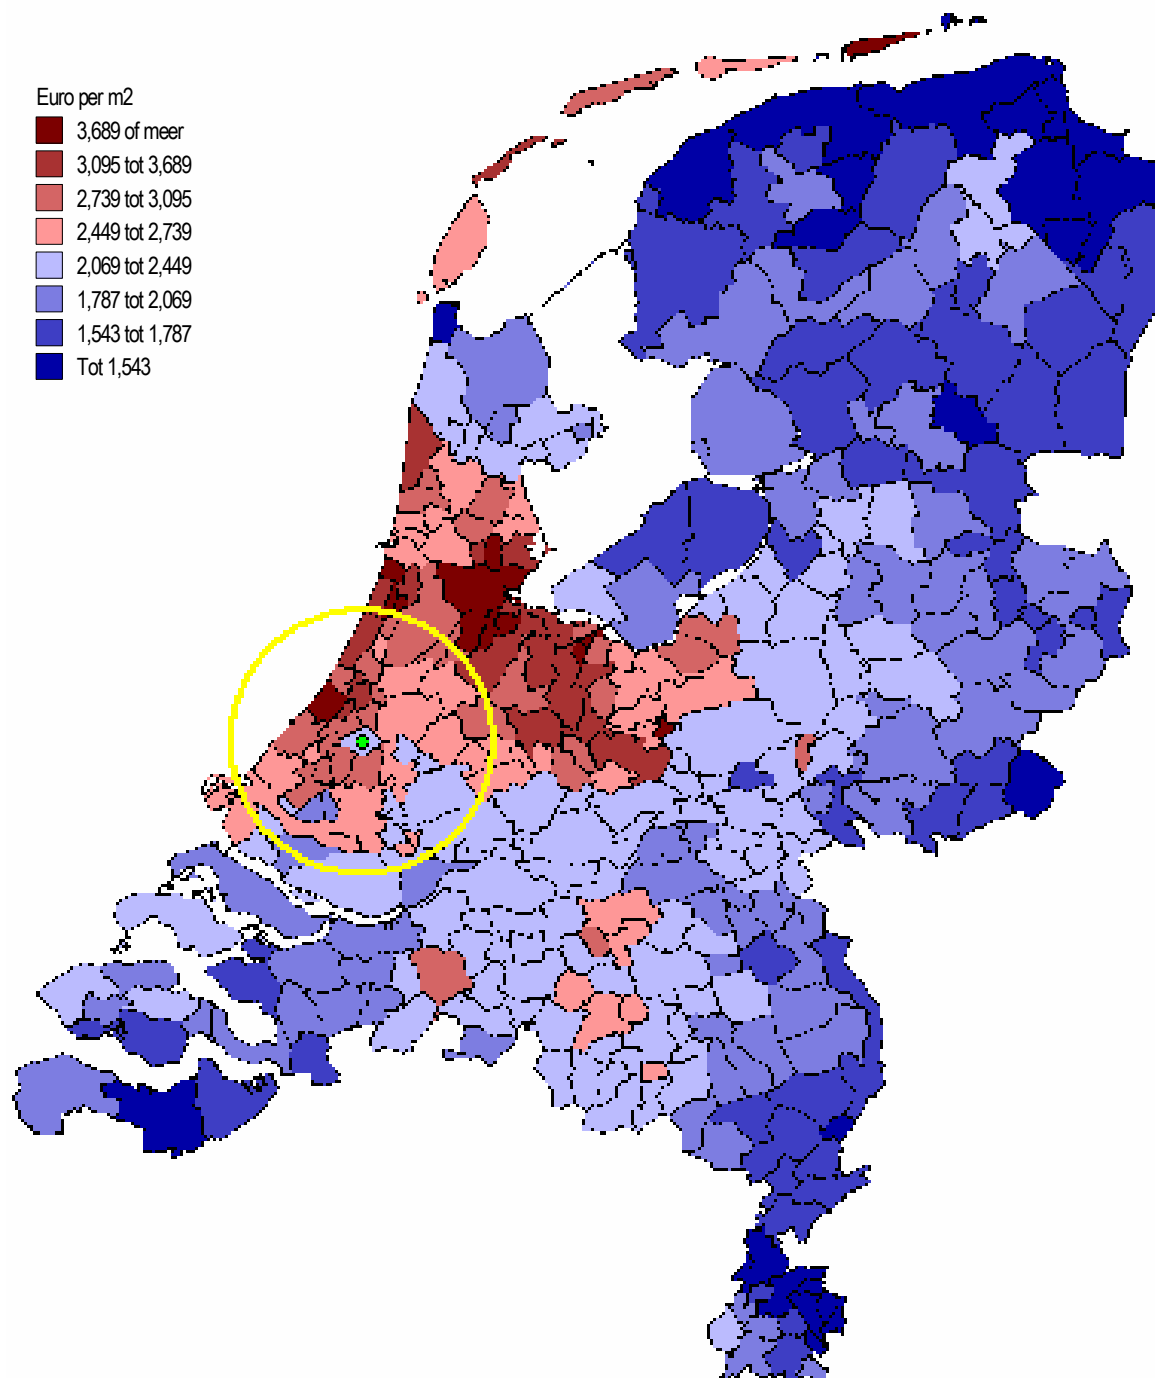 Euro per m2
3,689 of meer
3,095 tot 3,689
2,739 tot 3,095
2,449 tot 2,739
2,069 tot 2,449
1,787 tot 2,069
1,543 tot 1,787
Tot 1,543